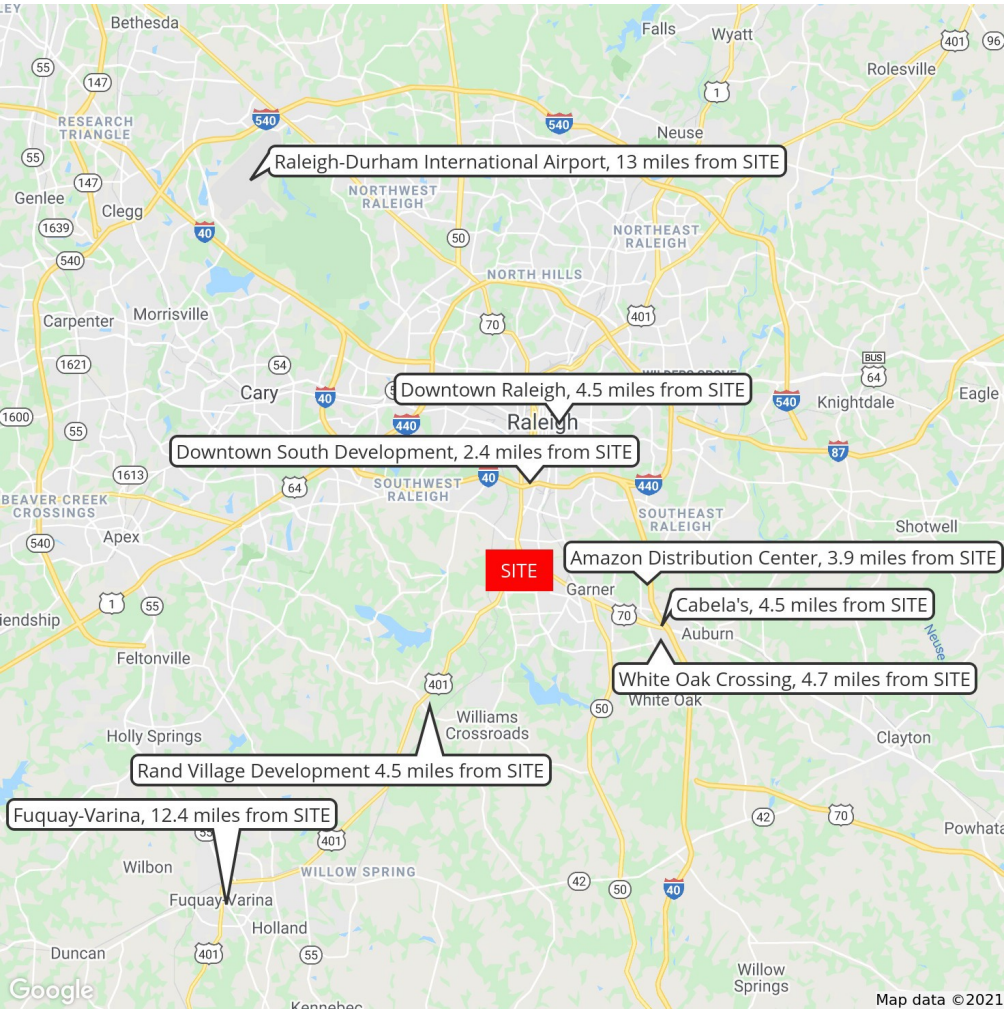 LEY
Bethesda
Falls
Wyatt
401
96
55
147
Rolesville
1
RESEARCH
TRIANGLE
540
540
Neuse
55
Raleigh-Durham International Airport, 13 miles from SITE
147
Genlee
Clegg
NORTHWEST
RALEIGH
1639
40
50
NORTHEAST
RALEIGH
540
NORTH HILLS
Carpenter
Morrisville
70
401
1621
54
BUS
64
Cary
40
Downtown Raleigh, 4.5 miles from SITE
540
Knightdale
Eagle
1600
55
440
Raleigh
87
Downtown South Development, 2.4 miles from SITE
1613
64
SOUTHWEST
RALEIGH
40
440
BEAVER CREEK
CROSSINGS
SOUTHEAST
RALEIGH
Shotwell
540
Apex
SITE
Amazon Distribution Center, 3.9 miles from SITE
Garner
1
55
70
Cabela's, 4.5 miles from SITE
iendship
Auburn
Neuse
Feltonville
401
White Oak Crossing, 4.7 miles from SITE
White Oak
50
Williams
Crossroads
Holly Springs
Clayton
Rand Village Development 4.5 miles from SITE
Fuquay-Varina, 12.4 miles from SITE
42
70
55
401
Powhata
Wilbon
WILLOW SPRING
42
50
40
Fuquay-Varina
Holland
Duncan
401
55
Willow
Springs
Google
Kennebec
Map data ©2021